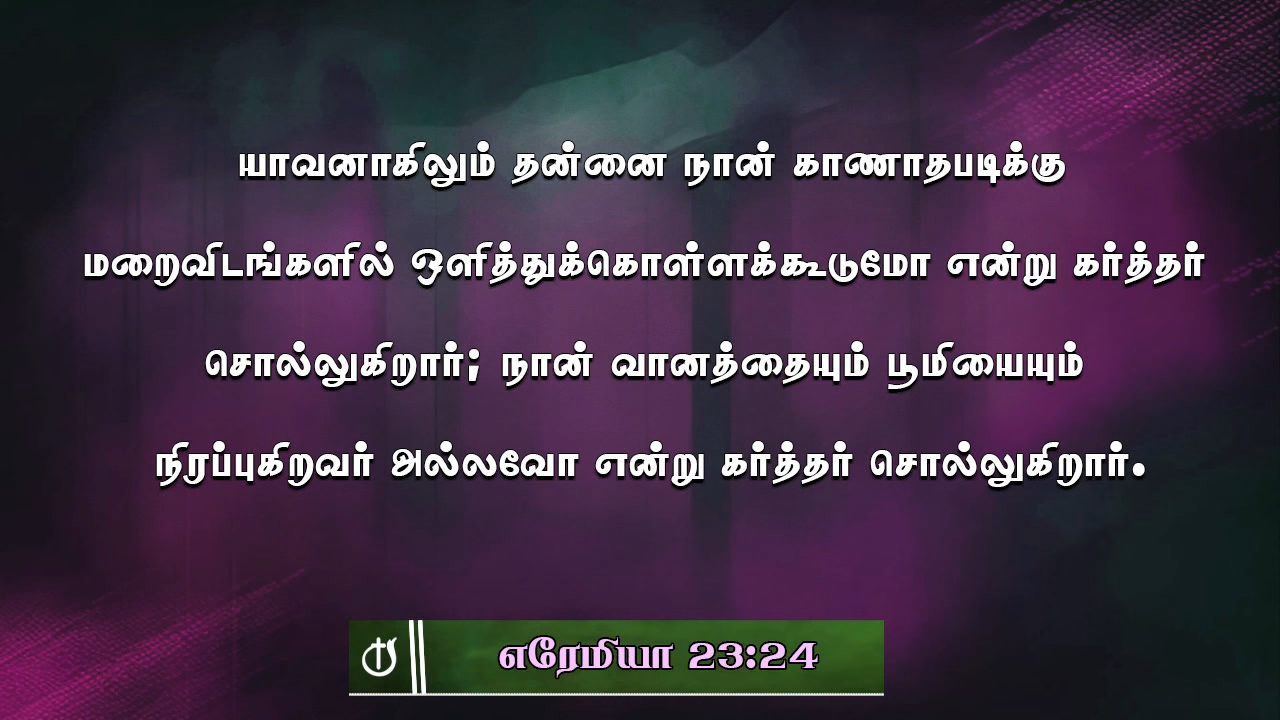 யாவனாகிலும் தன்னை நான் காணாதபடிக்கு
மறைவிடங்களில் ஒளித்துக்கொள்ளக்கூடுமோ என்று கர்த்தர்
சொல்லுகிறார்; நான் வானத்தையும் பூமியையும்
நிரப்புகிறவர் அல்லவோ என்று கர்த்தர் சொல்லுகிறார்.
எரேமியா 23:24